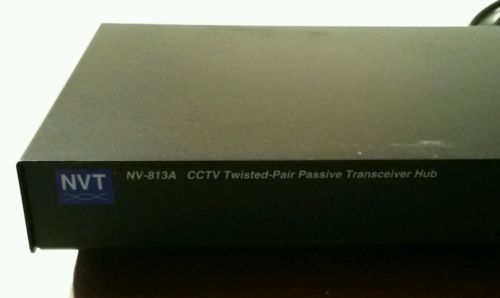 NVT NV-813A CCTV Twisted-Pair Passive Transceiver Hub